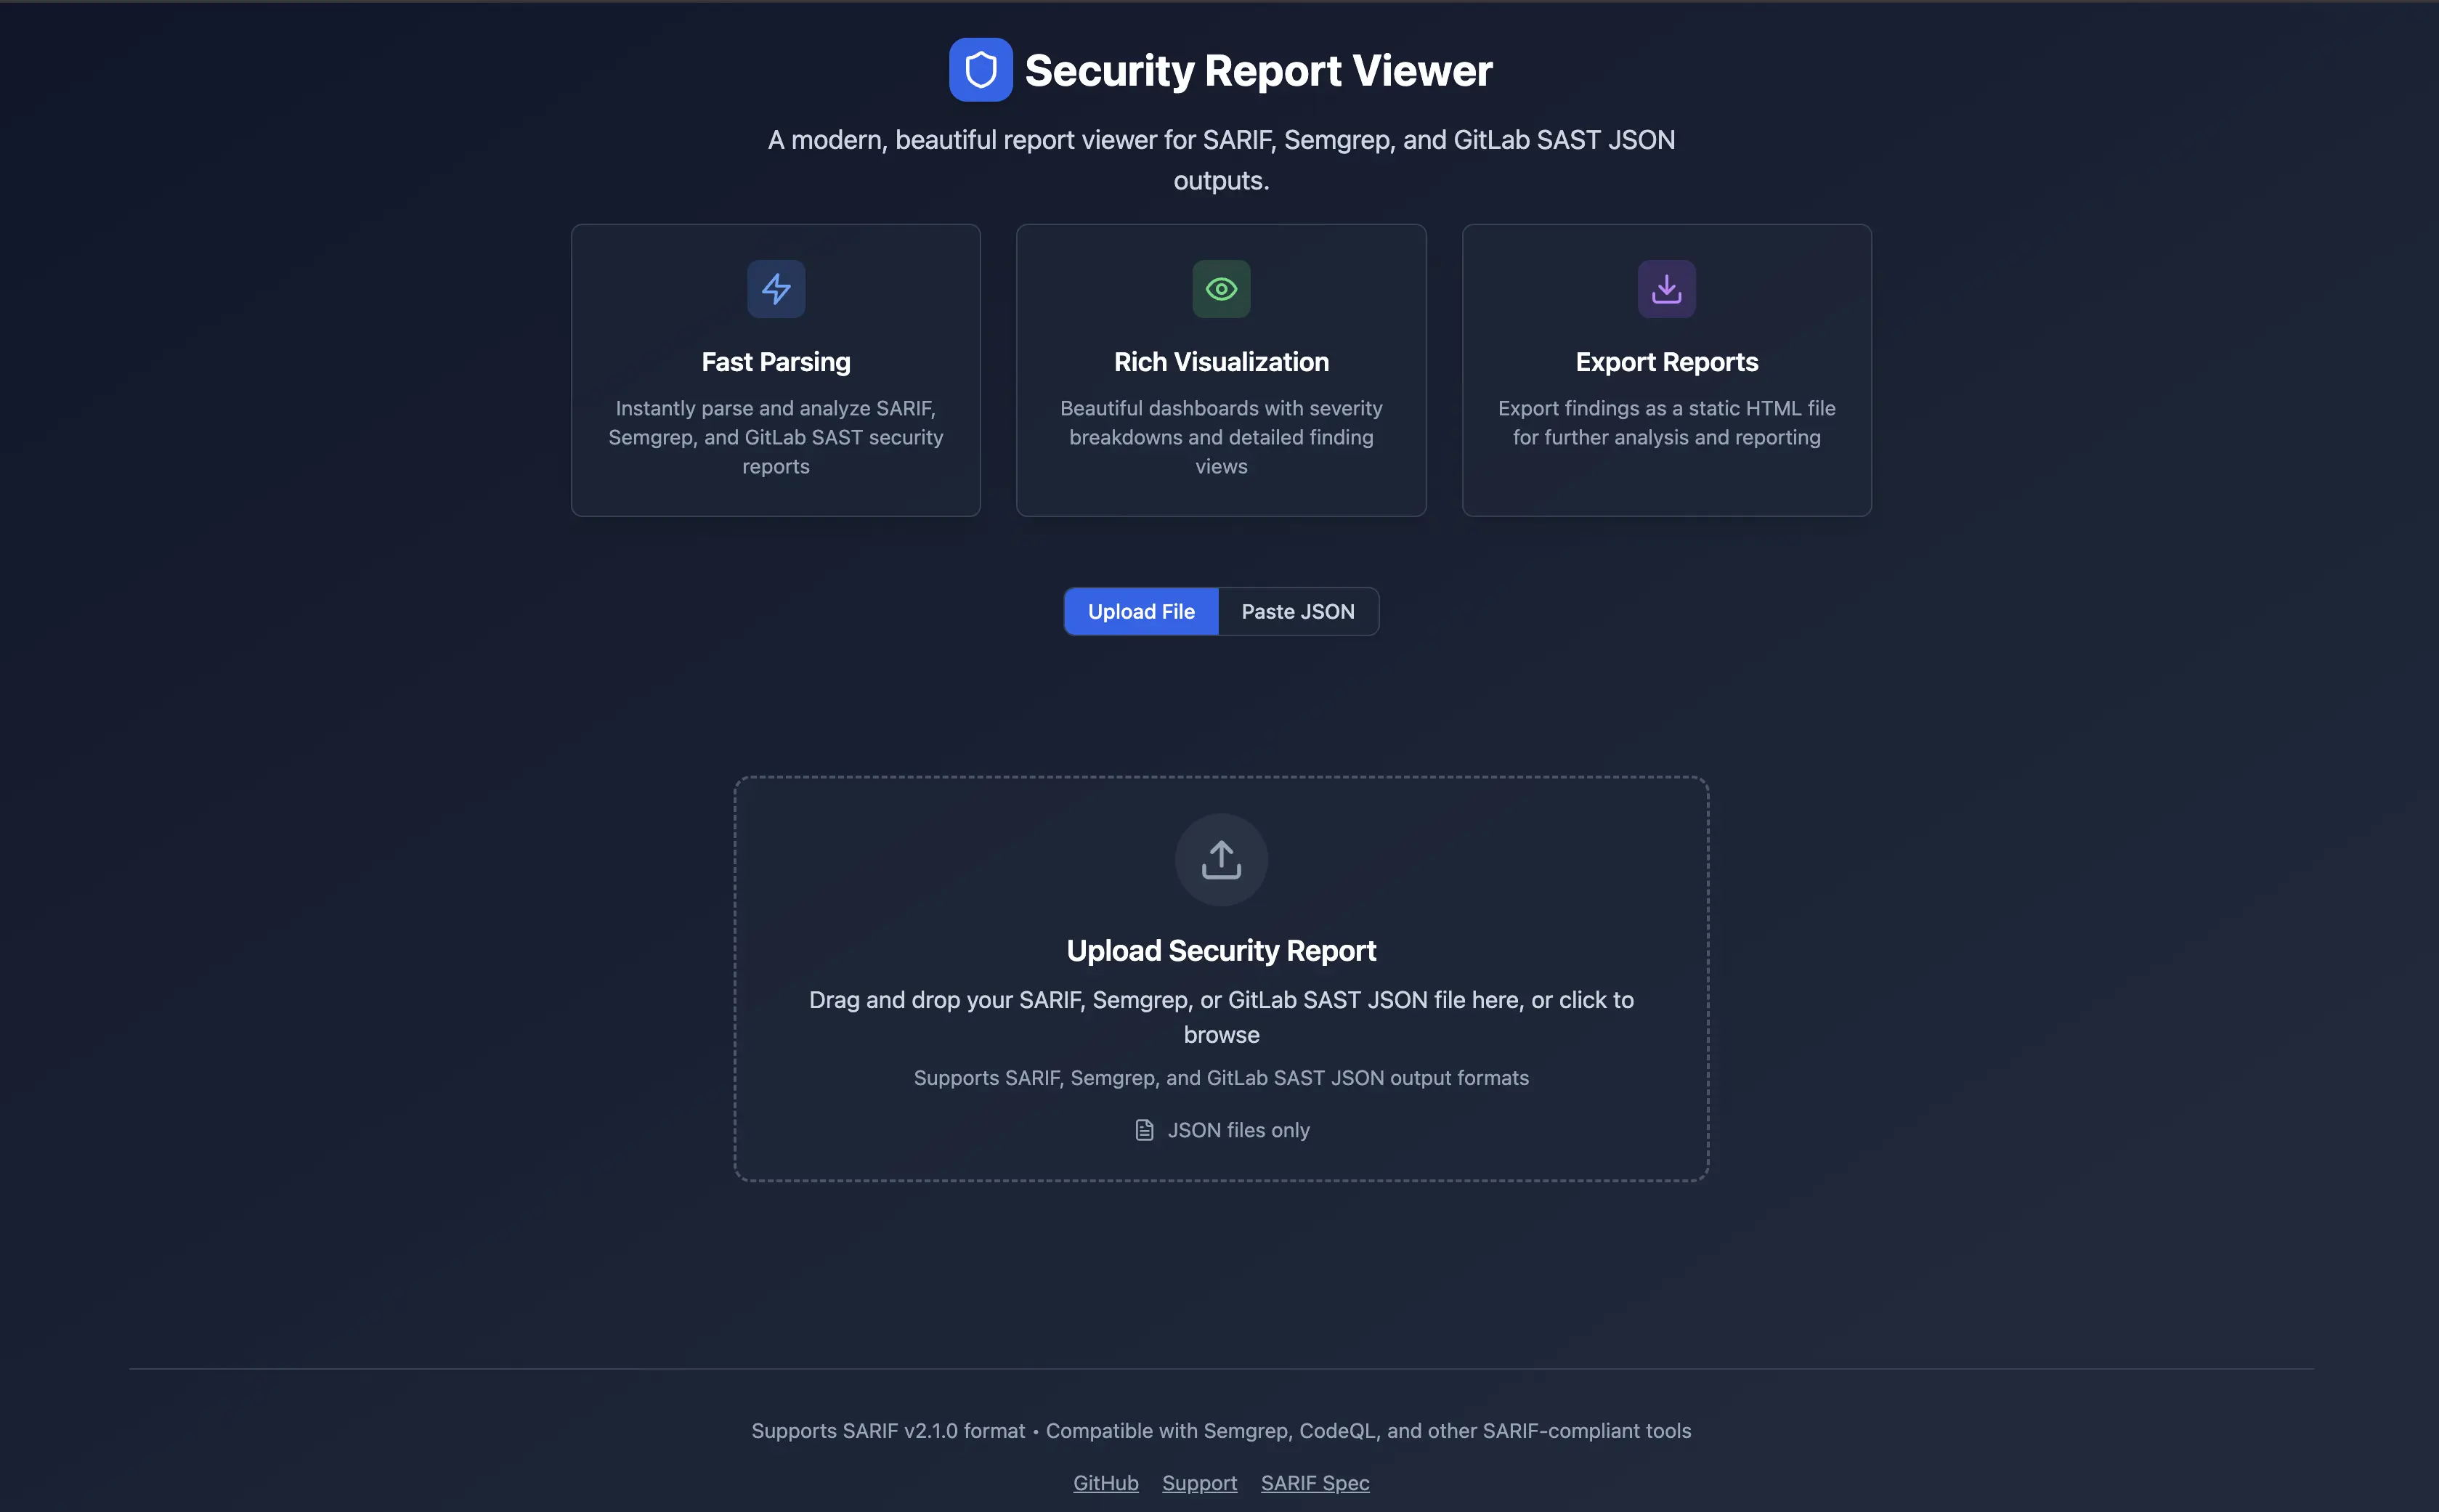 Security Report Viewer
A modern, beautiful report viewer for SARIF, Semgrep, and GitLab SAST JSON
outputs.
Fast Parsing
Instantly parse and analyze SARIF,
Semgrep, and GitLab SAST security
reports
Rich Visualization
Beautiful dashboards with severity
breakdowns and detailed finding
views
Export Reports
Export findings as a static HTML file
for further analysis and reporting
Upload File
Paste JSON
Upload Security Report
Drag and drop your SARIF, Semgrep, or GitLab SAST JSON file here, or click to
browse
Supports SARIF, Semgrep, and GitLab SAST JSON output formats
JSON files only
Supports SARIF v2.1.0 format • Compatible with Semgrep, CodeQL, and other SARIF-compliant tools
GitHub Support SARIF Spec